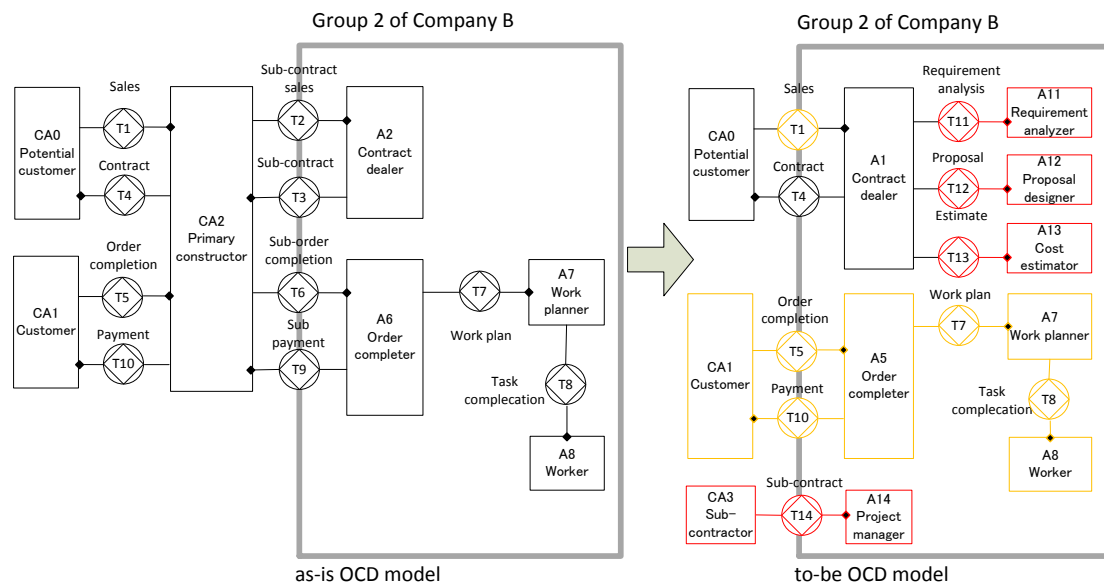 Group 2 of Company B
Sales
T1
CA0
Potential
customer
Contract
T4
CA2
Primary
constructor
Sub-contract
sales
T2
Sub-contract
T3
A2
Contract
dealer
Order
completion
T5
CA1
Customer
Payment
T10
Sub-order
completion
T6
Sub
payment
T9
A6
Order
completer
T7
Work plan
A7
Work
planner
Task
complecation
T8
A8
Worker
as-is OCD model
Group 2 of Company B
Sales
T1
CA0
Potential
customer
Contract
T4
A1
Contract
dealer
Requirement
analysis
T11
A11
Requirement
analyzer
Proposal
T12
A12
Proposal
designer
Estimate
T13
A13
Cost
estimator
Order
completion
T5
CA1
Customer
Payment
T10
A5
Order
completer
Work plan
T7
A7
Work planner
Task
complecation
T8
A8
Worker
Sub-contract
CA3
Sub-
contractor
T14
A14
Project
manager
to-be OCD model